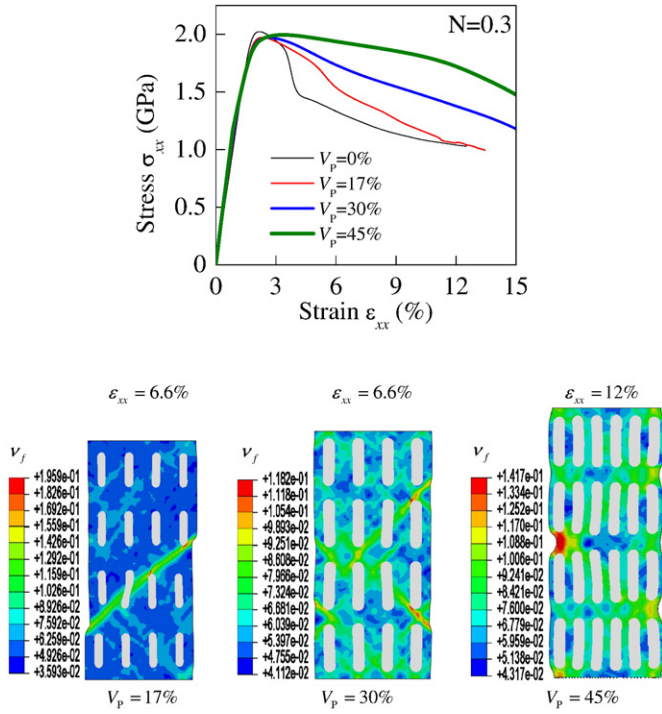 N=0.3
Stress σxx (GPa)
2.0
1.5
1.0
0.5
0.0
VP=0%
VP=17%
VP=30%
VP=45%
0 3 6 9 12 15
Strain εxx (%)
εxx = 6.6%
νf
+1.959e-01
+1.826e-01
+1.692e-01
+1.559e-01
+1.426e-01
+1.292e-01
+1.159e-01
+1.026e-01
+8.926e-02
+7.592e-02
+6.259e-02
+4.926e-02
+3.593e-02
VP = 17%
εxx = 6.6%
νf
+1.182e-01
+1.118e-01
+1.054e-01
+9.893e-02
+9.251e-02
+8.608e-02
+7.966e-02
+7.324e-02
+6.681e-02
+6.039e-02
+5.397e-02
+4.755e-02
+4.112e-02
VP = 30%
εxx = 12%
νf
+1.417e-01
+1.334e-01
+1.252e-01
+1.170e-01
+1.088e-01
+1.006e-01
+9.241e-02
+8.421e-02
+7.600e-02
+6.779e-02
+5.959e-02
+5.138e-02
+4.317e-02
VP = 45%